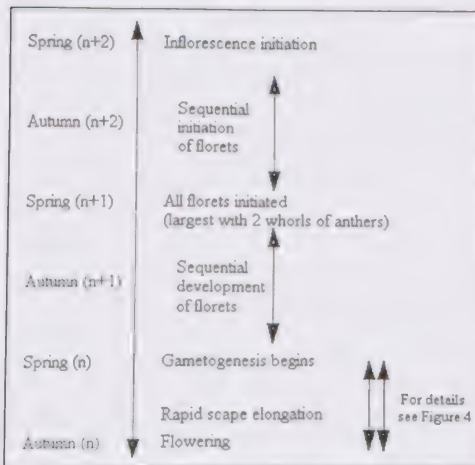 Spring (n+2) Inflorescence initiation
Autumn (n+2) Sequential
initiation
of florets
Spring (n+1) All florets initiated
(largest with 2 whorls of anthers)
Autumn (n+1) Sequential
development
of florets
Spring (n) Gametogenesis begins
Rapid scape elongation
For details
see Figure 4
Autumn (n) Flowering